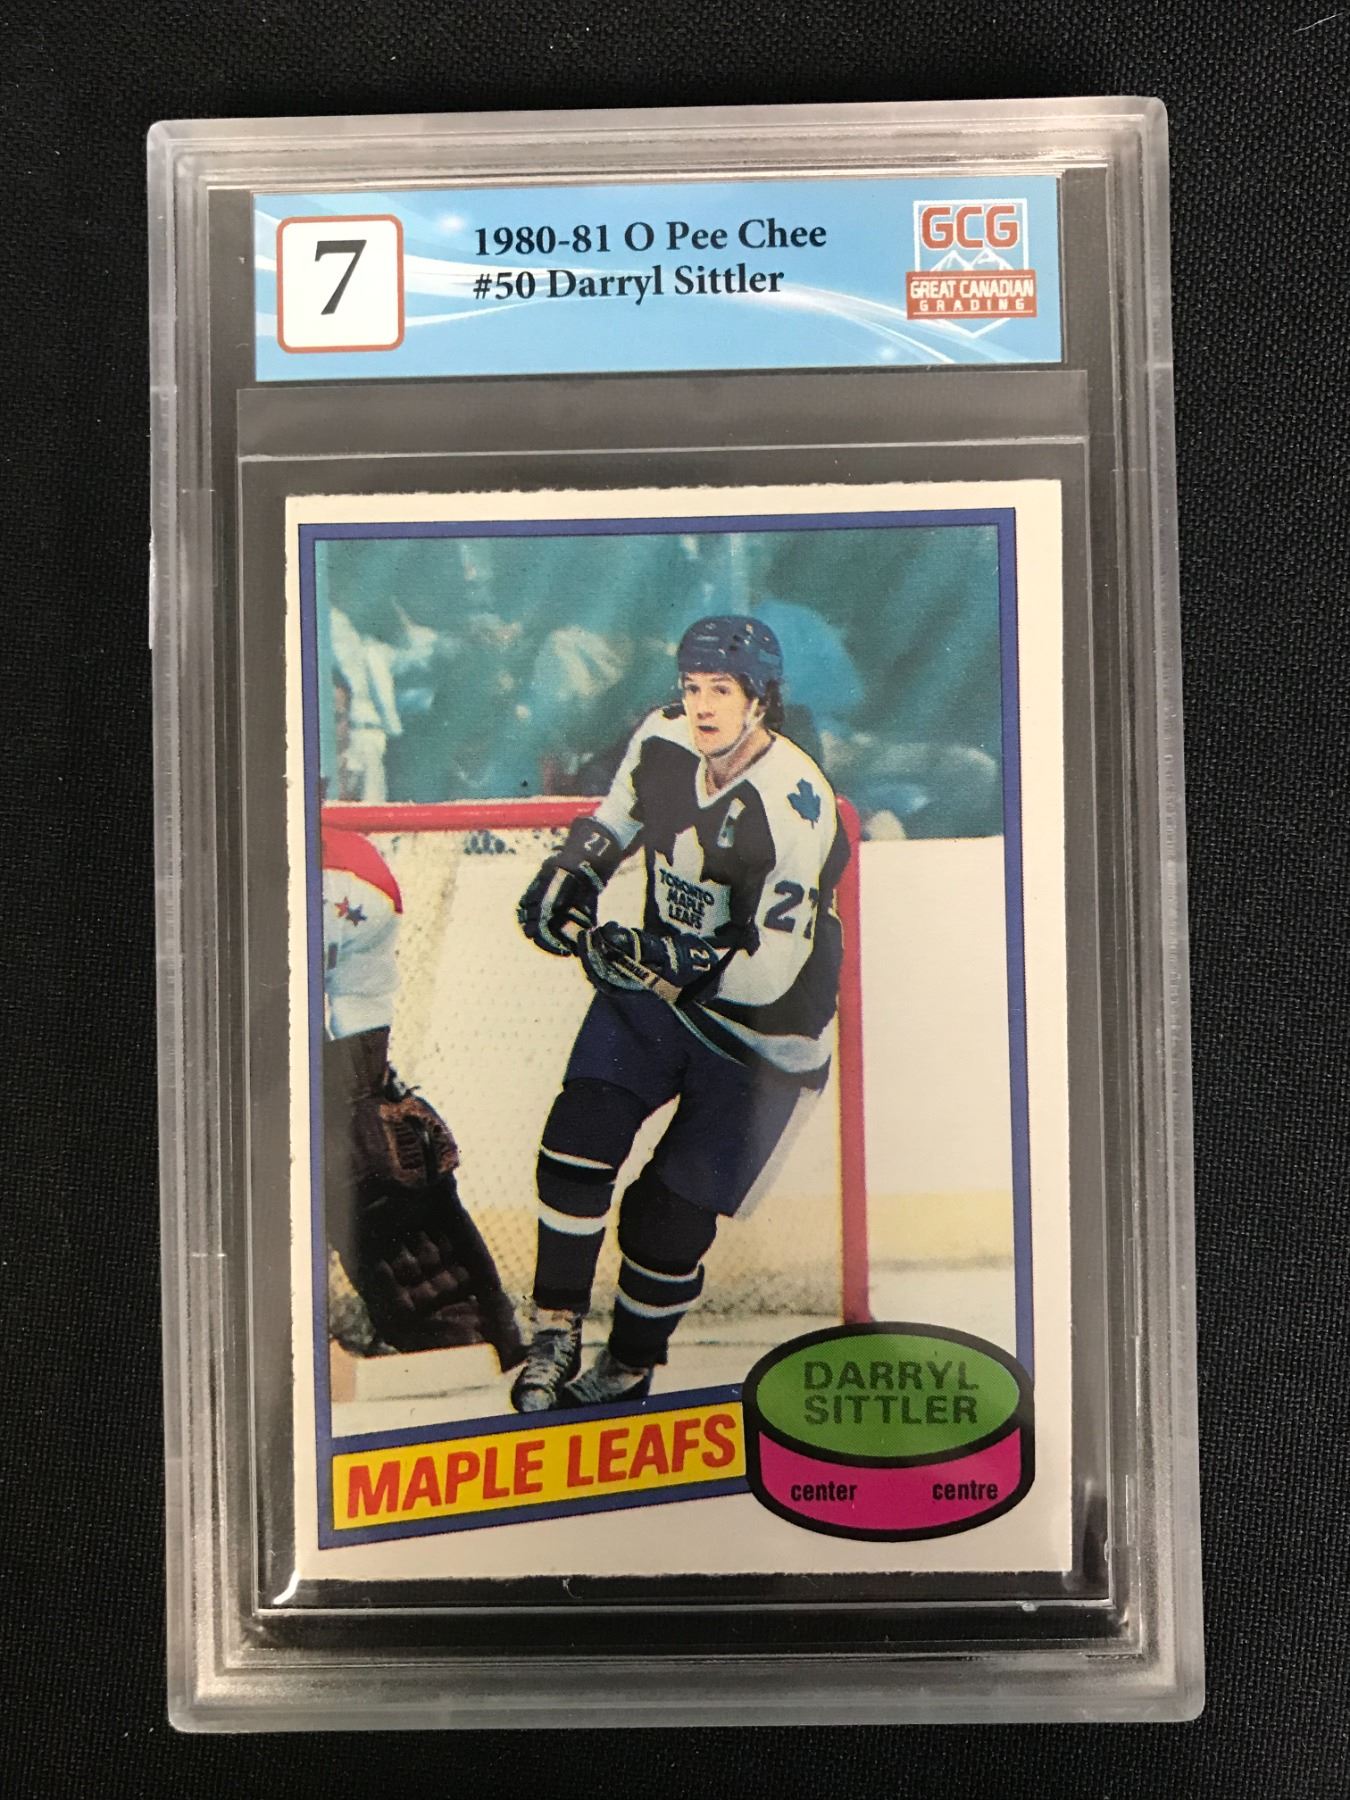 7
1980-81 O Pee Chee
#50 Darryl Sittler
GCG
GREAT CANADIAN
GRADING
27
C
TORONTO
MAPLE
LEAFS
27
27
DARRYL
SITTLER
MAPLE LEAFS
center centre